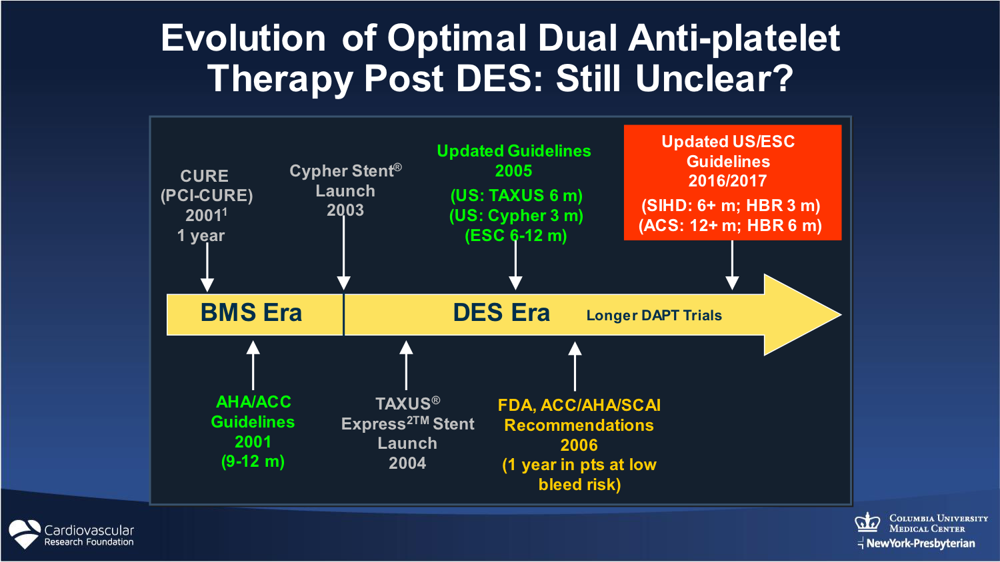 Evolution of Optimal Dual Anti-platelet
Therapy Post DES: Still Unclear?
CURE
(PCI-CURE)
2001¹
1 year
Cypher Stent®
Launch
2003
Updated Guidelines
2005
(US: TAXUS 6 m)
(US: Cypher 3 m)
(ESC 6-12 m)
Updated US/ESC
Guidelines
2016/2017
(SIHD: 6+ m; HBR 3 m)
(ACS: 12+ m; HBR 6 m)
BMS Era
DES Era
Longer DAPT Trials
AHA/ACC
Guidelines
2001
(9-12 m)
TAXUS®
Express²™ Stent
Launch
2004
FDA, ACC/AHA/SCAI
Recommendations
2006
(1 year in pts at low
bleed risk)
Cardiovascular
Research Foundation
COLUMBIA UNIVERSITY
MEDICAL CENTER
NewYork-Presbyterian